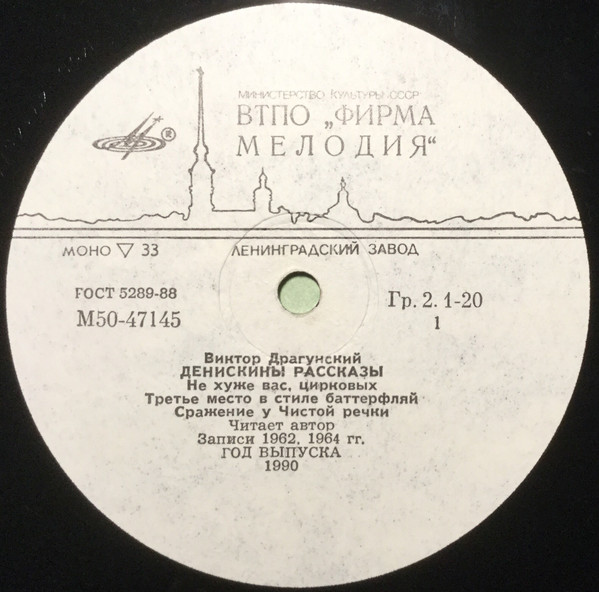 МИНИСТЕРСТВО КУЛЬТУРЫ СССР
ВТПО „ФИРМА
МЕЛОДИЯ“
®
МОНО ▽ 33 ЛЕНИНГРАДСКИЙ ЗАВОД
ГОСТ 5289-88
М50-47145
Гр. 2. 1-20
1
Виктор Драгунский
ДЕНИСКИНЫ РАССКАЗЫ
Не хуже вас, цирковых
Третье место в стиле баттерфляй
Сражение у Чистой речки
Читает автор
Записи 1962, 1964 гг.
ГОД ВЫПУСКА
1990